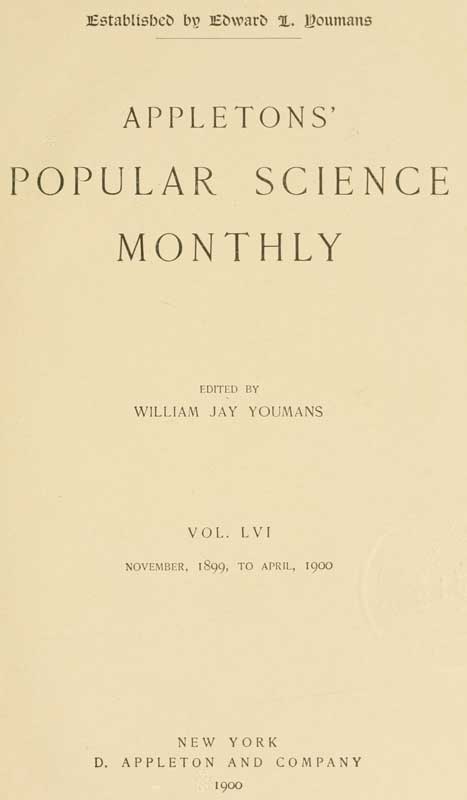 Established by Edward L. Youmans
APPLETONS'
POPULAR SCIENCE
MONTHLY
EDITED BY
WILLIAM JAY YOUMANS
VOL. LVI
NOVEMBER, 1899, TO APRIL, 1900
NEW YORK
D. APPLETON AND COMPANY
1900